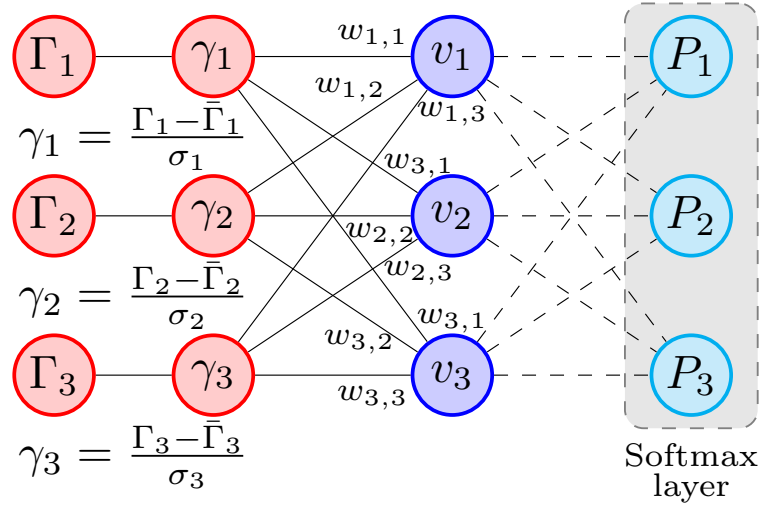 Γ₁ γ₁ w₁,₁ v₁ P₁
w₁,₂
w₁,₃
γ₁ = (Γ₁−Γ̄₁)/σ₁
w₃,₁
Γ₂ γ₂ v₂ P₂
w₂,₂
w₂,₃
γ₂ = (Γ₂−Γ̄₂)/σ₂
w₃,₁
w₃,₂
Γ₃ γ₃ v₃ P₃
w₃,₃
γ₃ = (Γ₃−Γ̄₃)/σ₃
Softmax
layer